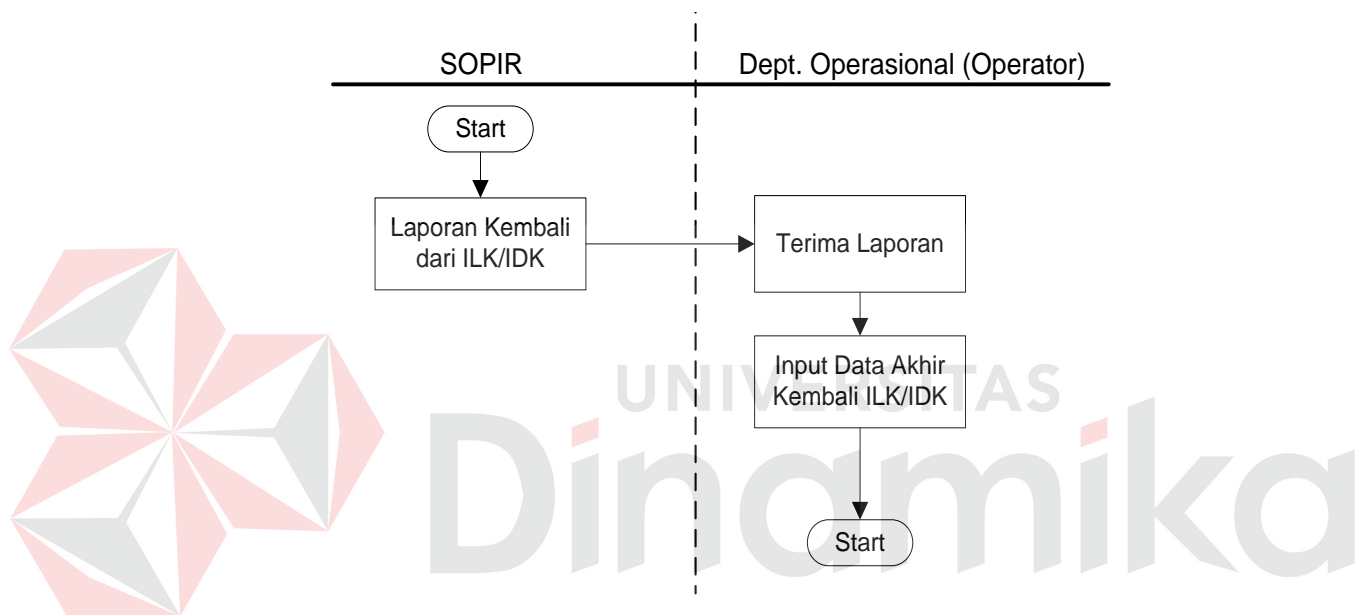 SOPIR
Dept. Operasional (Operator)
Start
Laporan Kembali
dari ILK/IDK
Terima Laporan
Input Data Akhir
Kembali ILK/IDK
Start
UNIVERSITAS
Dinamika